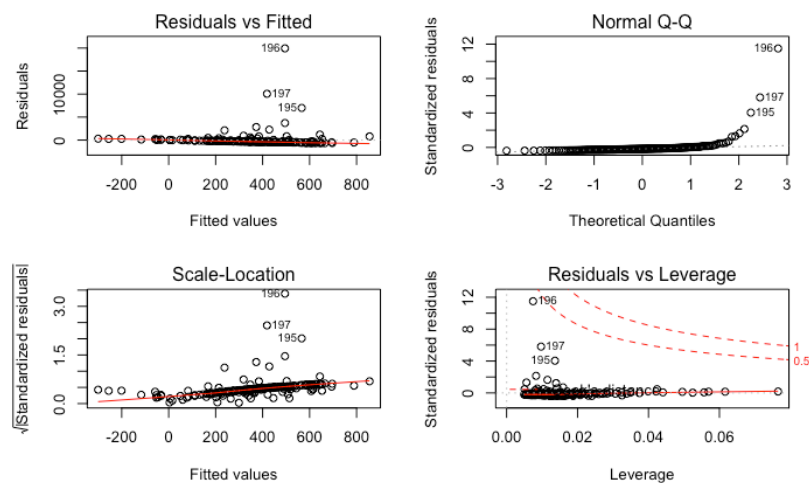 Residuals vs Fitted
Residuals
0 10000
196
197
195
-200 0 200 400 600 800
Fitted values
Normal Q-Q
Standardized residuals
0 4 8 12
196
197
195
-3 -2 -1 0 1 2 3
Theoretical Quantiles
Scale-Location
√|Standardized residuals|
0.0 1.5 3.0
196
197
195
-200 0 200 400 600 800
Fitted values
Residuals vs Leverage
Standardized residuals
0 4 8 12
196
197
195
1
0.5
0.00 0.02 0.04 0.06
Leverage